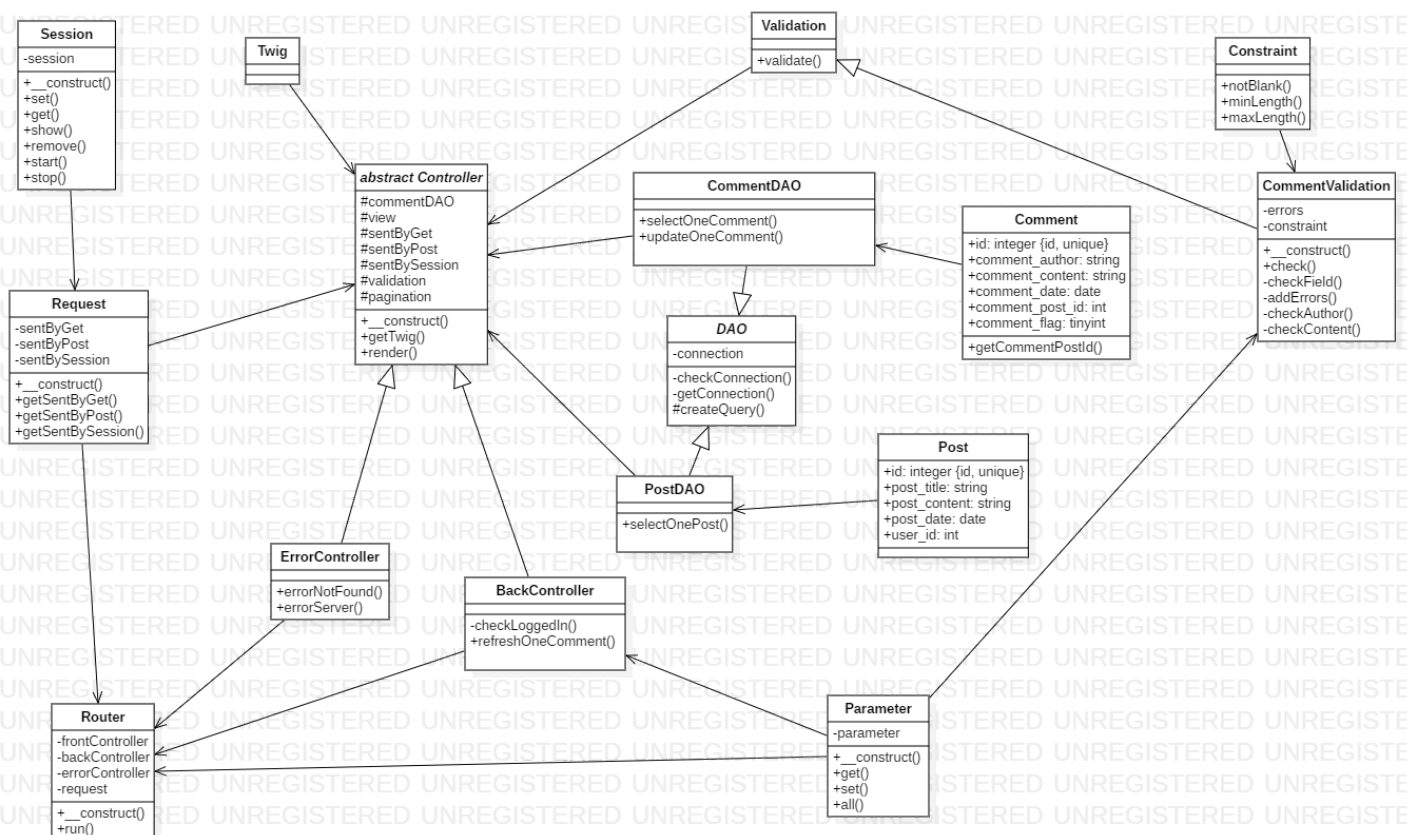 Session
-session
+__construct()
+set()
+get()
+show()
+remove()
+start()
+stop()
Twig
Validation
+validate()
Constraint
+notBlank()
+minLength()
+maxLength()
abstract Controller
#commentDAO
#view
#sentByGet
#sentByPost
#sentBySession
#validation
#pagination
+__construct()
+getTwig()
+render()
CommentDAO
+selectOneComment()
+updateOneComment()
Comment
+id: integer {id, unique}
+comment_author: string
+comment_content: string
+comment_date: date
+comment_post_id: int
+comment_flag: tinyint
+getCommentPostId()
CommentValidation
-errors
-constraint
+__construct()
+check()
-checkField()
-addErrors()
-checkAuthor()
-checkContent()
Request
-sentByGet
-sentByPost
-sentBySession
+__construct()
+getSentByGet()
+getSentByPost()
+getSentBySession()
DAO
-connection
-checkConnection()
-getConnection()
#createQuery()
PostDAO
+selectOnePost()
Post
+id: integer {id, unique}
+post_title: string
+post_content: string
+post_date: date
+user_id: int
ErrorController
+errorNotFound()
+errorServer()
BackController
-checkLoggedIn()
+refreshOneComment()
Router
-frontController
-backController
-errorController
-request
+__construct()
+run()
Parameter
-parameter
+__construct()
+get()
+set()
+all()
UNREGISTERED